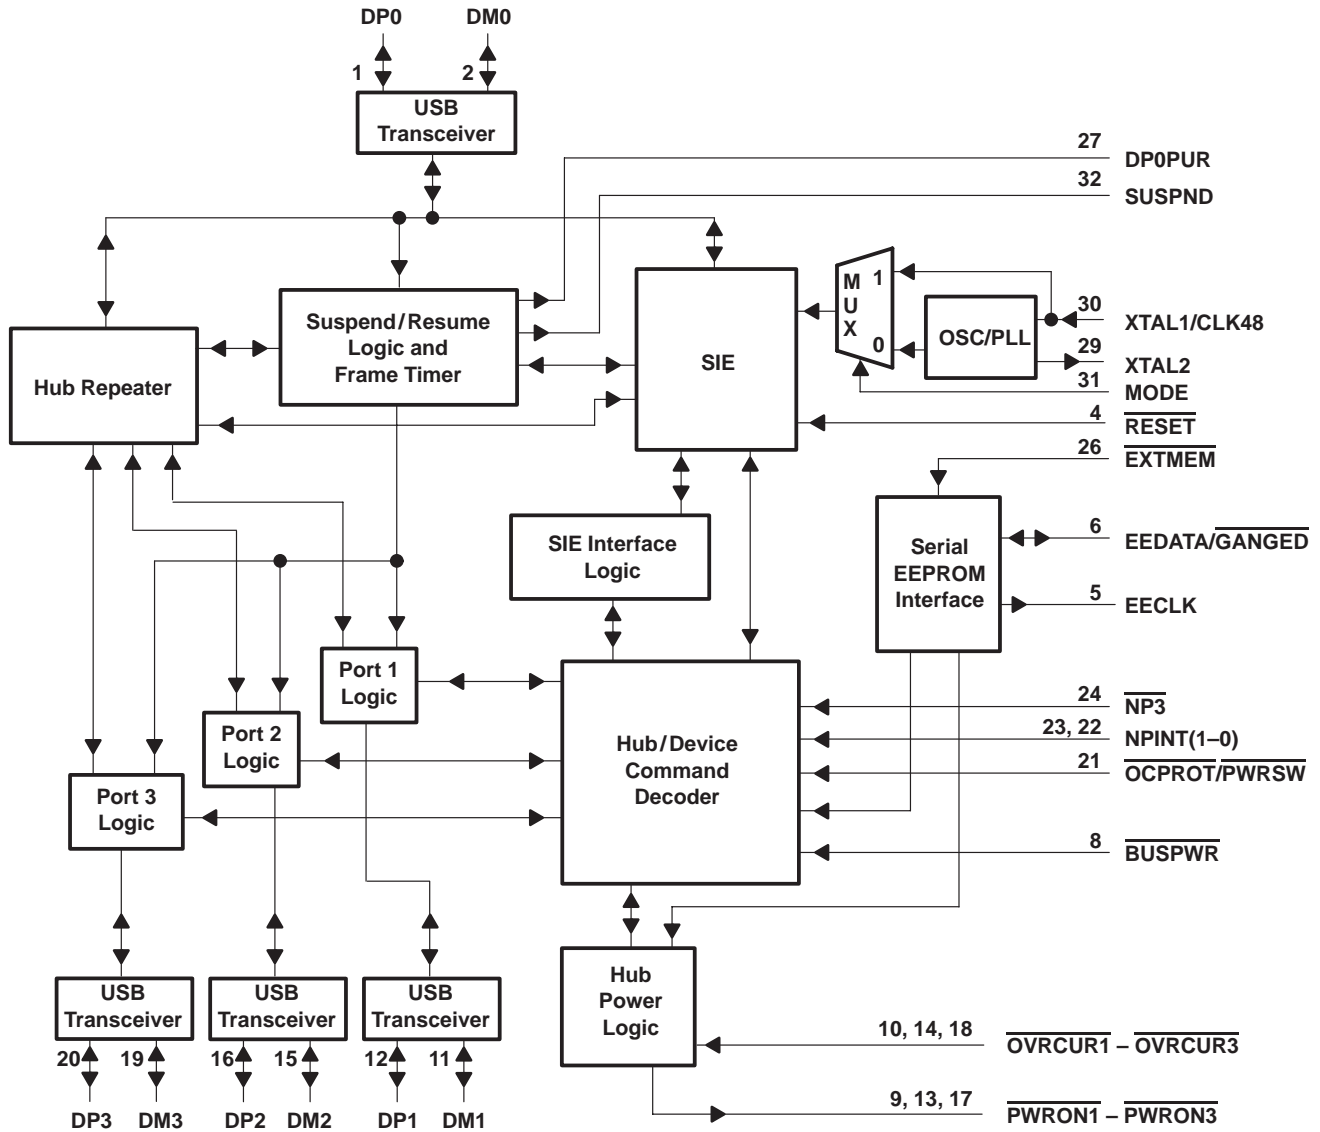 DP0 DM0
1 2
USB
Transceiver
27
DP0PUR
32
SUSPND
M
U
X
1
0
OSC/PLL
30
XTAL1/CLK48
29
XTAL2
31
MODE
4
RESET
26
EXTMEM
Suspend/Resume
Logic and
Frame Timer
SIE
Hub Repeater
SIE Interface
Logic
Serial
EEPROM
Interface
6
EEDATA/GANGED
5
EECLK
Port 1
Logic
Port 2
Logic
Port 3
Logic
Hub/Device
Command
Decoder
24
NP3
23, 22
NPINT(1–0)
21
OCPROT/PWRSW
8
BUSPWR
Hub
Power
Logic
USB
Transceiver
USB
Transceiver
USB
Transceiver
20 19 16 15 12 11
DP3 DM3 DP2 DM2 DP1 DM1
10, 14, 18
OVRCUR1 – OVRCUR3
9, 13, 17
PWRON1 – PWRON3